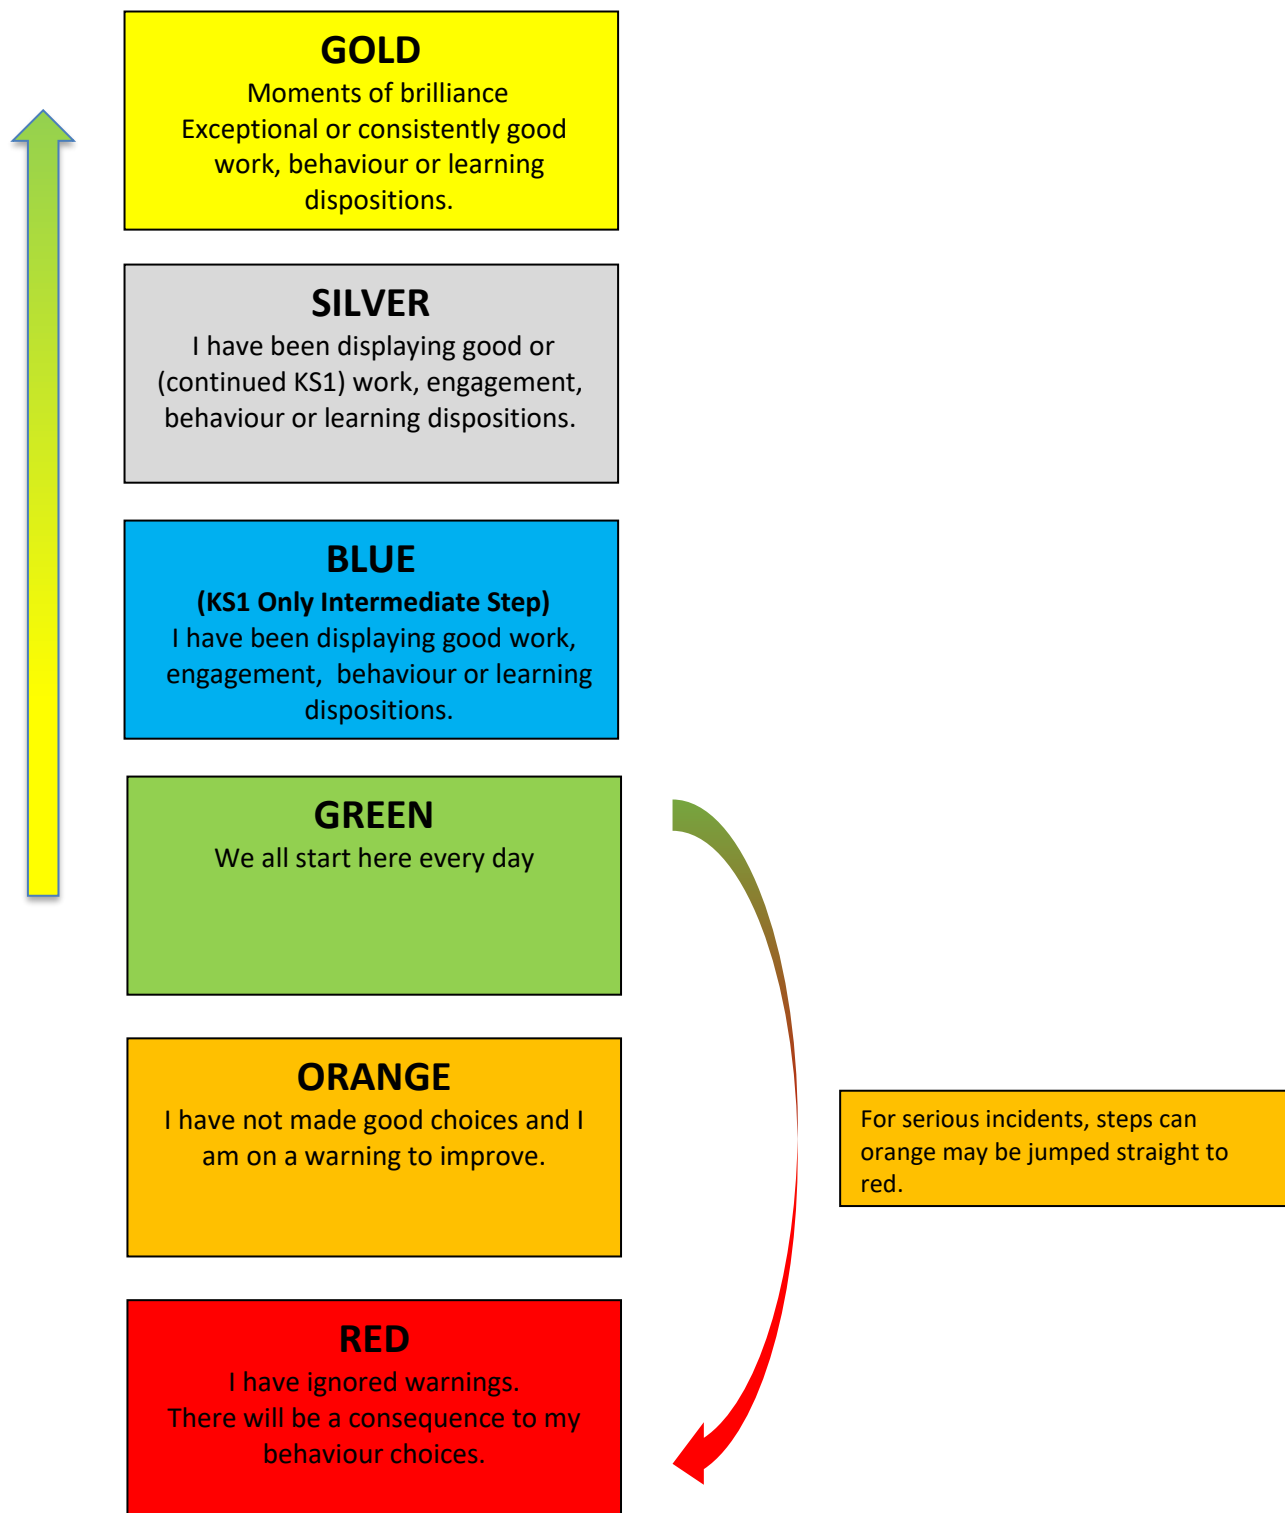 GOLD
Moments of brilliance
Exceptional or consistently good
work, behaviour or learning
dispositions.
SILVER
I have been displaying good or
(continued KS1) work, engagement,
behaviour or learning dispositions.
BLUE
(KS1 Only Intermediate Step)
I have been displaying good work,
engagement, behaviour or learning
dispositions.
GREEN
We all start here every day
ORANGE
I have not made good choices and I
am on a warning to improve.
For serious incidents, steps can
orange may be jumped straight to
red.
RED
I have ignored warnings.
There will be a consequence to my
behaviour choices.